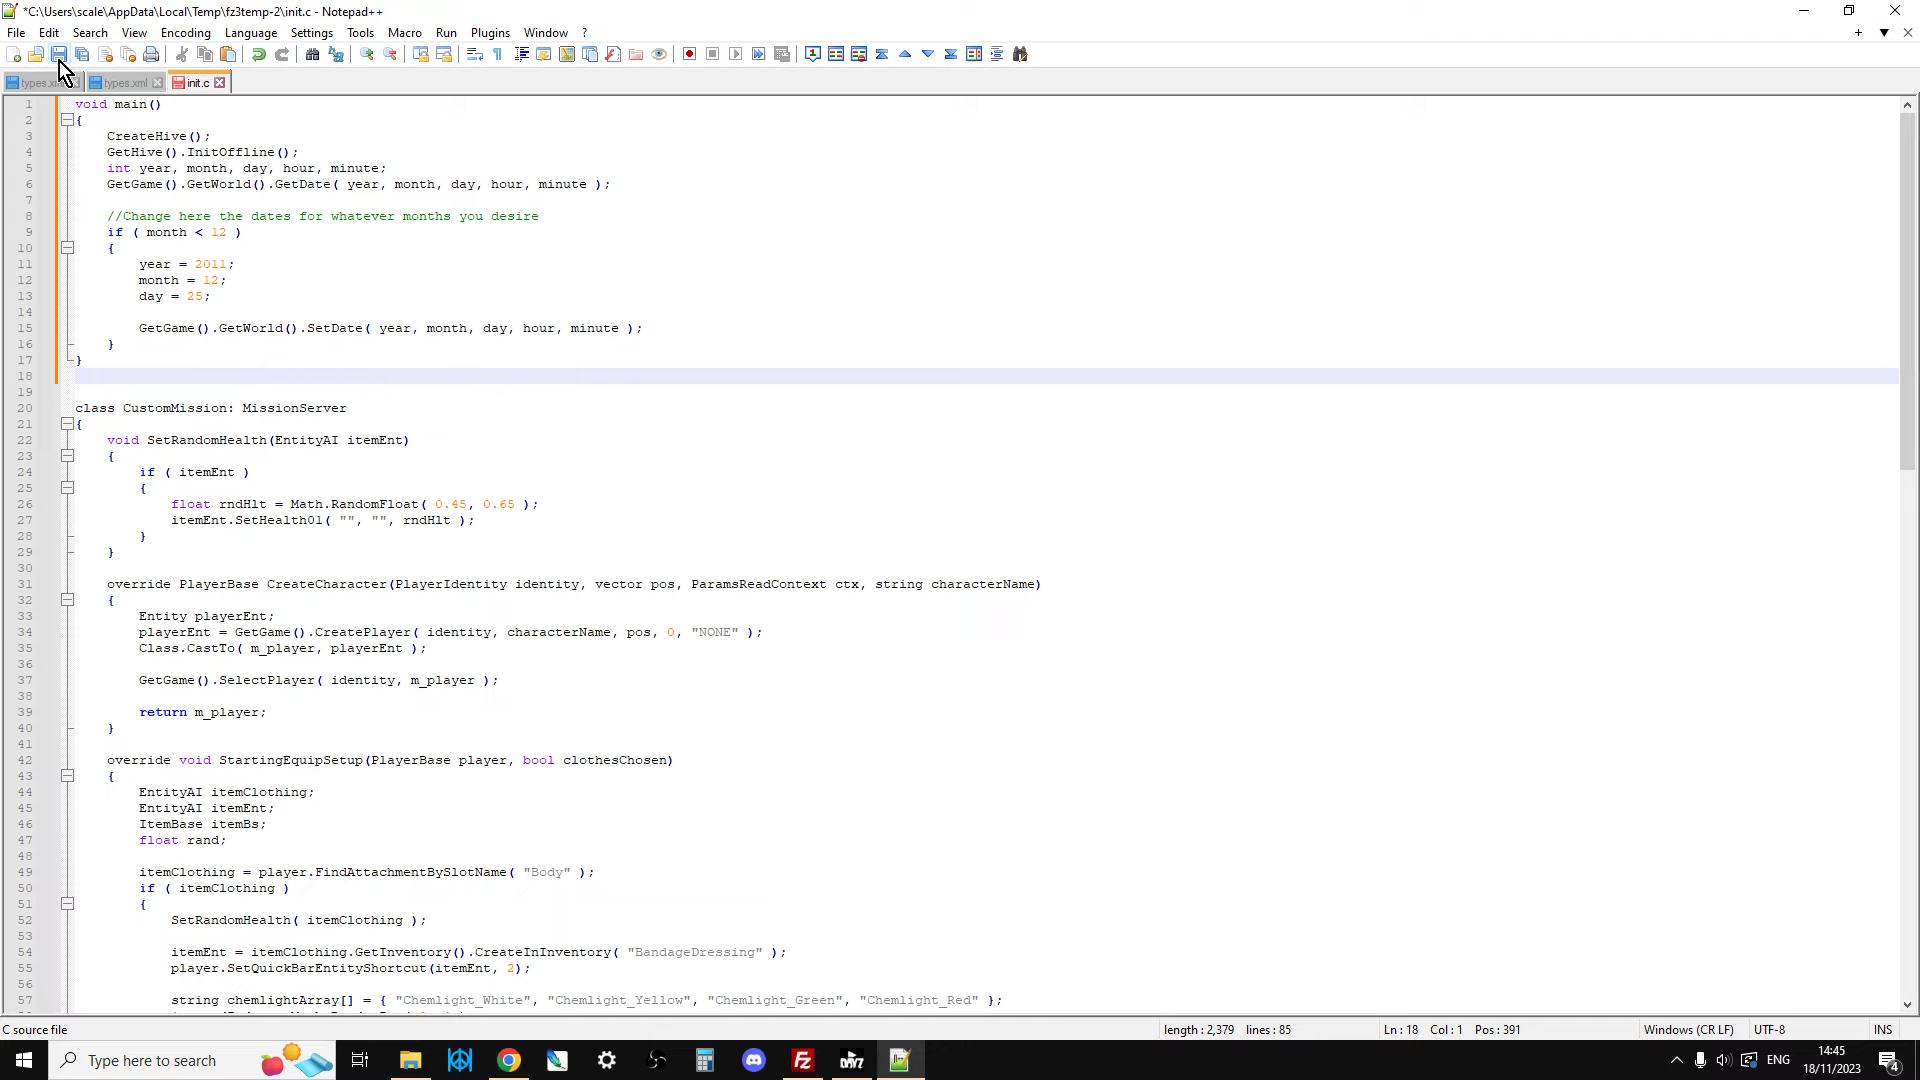 *C:\Users\scale\AppData\Local\Temp\fz3temp-2\init.c - Notepad++
File Edit Search View Encoding Language Settings Tools Macro Run Plugins Window ?
types.xml types.xml init.c
1 void main()
2 {
3 CreateHive();
4 GetHive().InitOffline();
5 int year, month, day, hour, minute;
6 GetGame().GetWorld().GetDate( year, month, day, hour, minute );
7
8 //Change here the dates for whatever months you desire
9 if ( month < 12 )
10 {
11 year = 2011;
12 month = 12;
13 day = 25;
14
15 GetGame().GetWorld().SetDate( year, month, day, hour, minute );
16 }
17 }
18
19
20 class CustomMission: MissionServer
21 {
22 void SetRandomHealth(EntityAI itemEnt)
23 {
24 if ( itemEnt )
25 {
26 float rndHlt = Math.RandomFloat( 0.45, 0.65 );
27 itemEnt.SetHealth01( "", "", rndHlt );
28 }
29 }
30
31 override PlayerBase CreateCharacter(PlayerIdentity identity, vector pos, ParamsReadContext ctx, string characterName)
32 {
33 Entity playerEnt;
34 playerEnt = GetGame().CreatePlayer( identity, characterName, pos, 0, "NONE" );
35 Class.CastTo( m_player, playerEnt );
36
37 GetGame().SelectPlayer( identity, m_player );
38
39 return m_player;
40 }
41
42 override void StartingEquipSetup(PlayerBase player, bool clothesChosen)
43 {
44 EntityAI itemClothing;
45 EntityAI itemEnt;
46 ItemBase itemBs;
47 float rand;
48
49 itemClothing = player.FindAttachmentBySlotName( "Body" );
50 if ( itemClothing )
51 {
52 SetRandomHealth( itemClothing );
53
54 itemEnt = itemClothing.GetInventory().CreateInInventory( "BandageDressing" );
55 player.SetQuickBarEntityShortcut(itemEnt, 2);
56
57 string chemlightArray[] = { "Chemlight_White", "Chemlight_Yellow", "Chemlight_Green", "Chemlight_Red" };
C source file length : 2,379 lines : 85 Ln : 18 Col : 1 Pos : 391 Windows (CR LF) UTF-8 INS
Type here to search ENG 14:45
18/11/2023 4